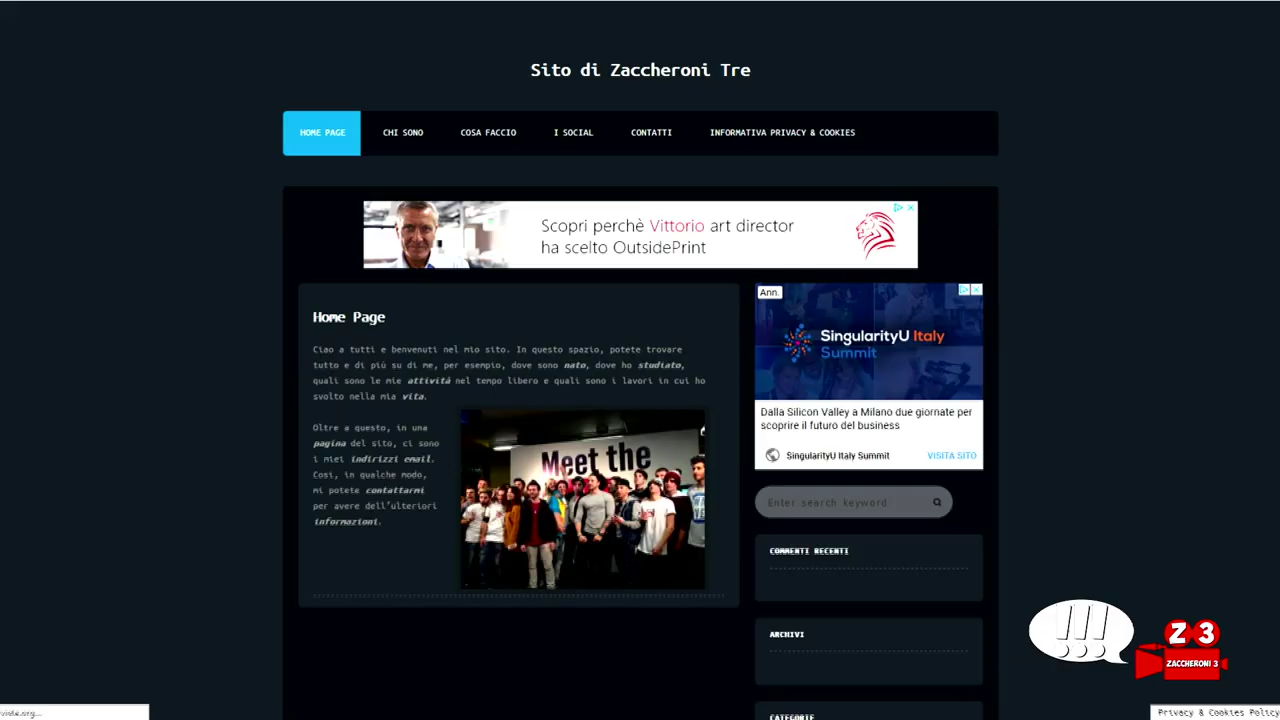 Sito di Zaccheroni Tre
HOME PAGE
CHI SONO
COSA FACCIO
I SOCIAL
CONTATTI
INFORMATIVA PRIVACY & COOKIES
Scopri perchè Vittorio art director
ha scelto OutsidePrint
Home Page
Ciao a tutti e benvenuti nel mio sito. In questo spazio, potete trovare
tutto e di più su di me, per esempio, dove sono nato, dove ho studiato,
quali sono le mie attività nel tempo libero e quali sono i lavori in cui ho
svolto nella mia vita.
Oltre a questo, in una
pagina del sito, ci sono
i miei indirizzi email.
Così, in qualche modo,
mi potete contattarmi
per avere dell'ulteriori
informazioni.
Meet the
Ann.
SingularityU Italy
Summit
Dalla Silicon Valley a Milano due giornate per
scoprire il futuro del business
SingularityU Italy Summit
VISITA SITO
Enter search keyword
COMMENTI RECENTI
ARCHIVI
CATEGORIE
!!!
Z 3
ZACCHERONI 3
Privacy & Cookies Policy